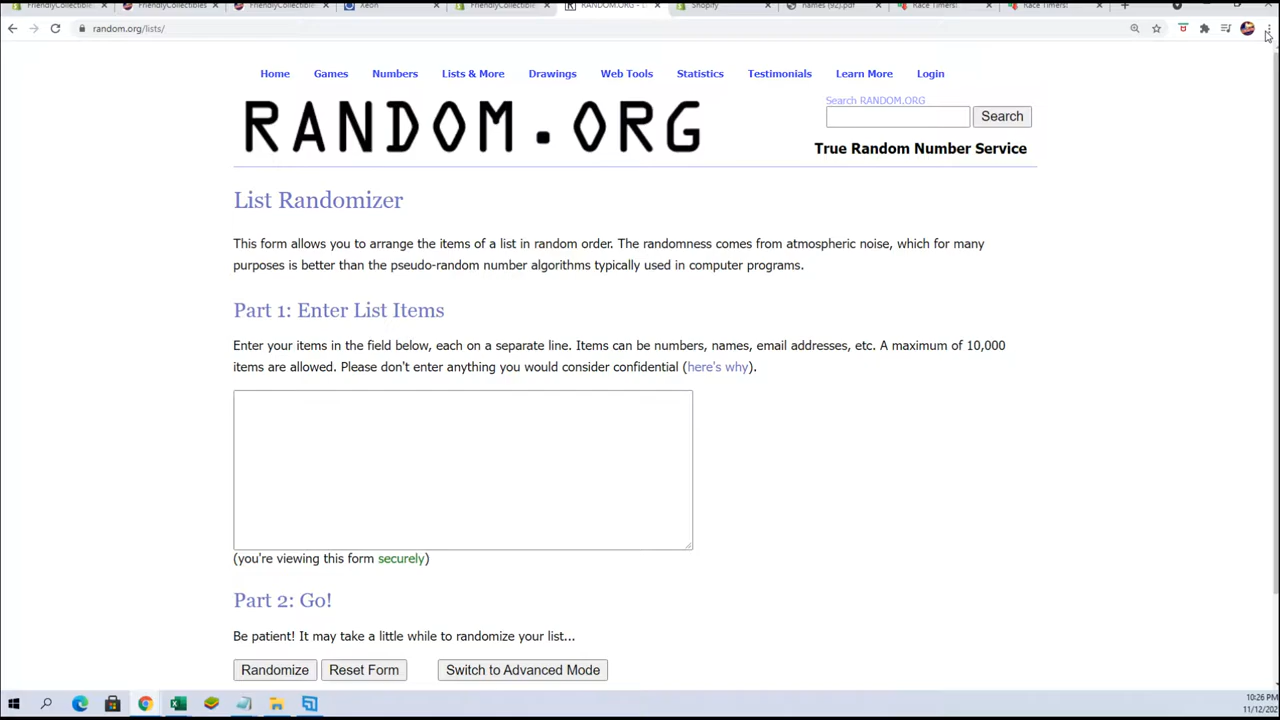 FriendlyCollectible
FriendlyCollectibles
FriendlyCollectible
Xeon
FriendlyCollectible
RANDOM.ORG - L
Shopify
names (92).pdf
Race Timers!
Race Timers!
random.org/lists/
Home
Games
Numbers
Lists & More
Drawings
Web Tools
Statistics
Testimonials
Learn More
Login
RANDOM.ORG
Search RANDOM.ORG
Search
True Random Number Service
List Randomizer
This form allows you to arrange the items of a list in random order. The randomness comes from atmospheric noise, which for many
purposes is better than the pseudo-random number algorithms typically used in computer programs.
Part 1: Enter List Items
Enter your items in the field below, each on a separate line. Items can be numbers, names, email addresses, etc. A maximum of 10,000
items are allowed. Please don't enter anything you would consider confidential (here's why).
(you're viewing this form securely)
Part 2: Go!
Be patient! It may take a little while to randomize your list...
Randomize
Reset Form
Switch to Advanced Mode
10:26 PM
11/12/202